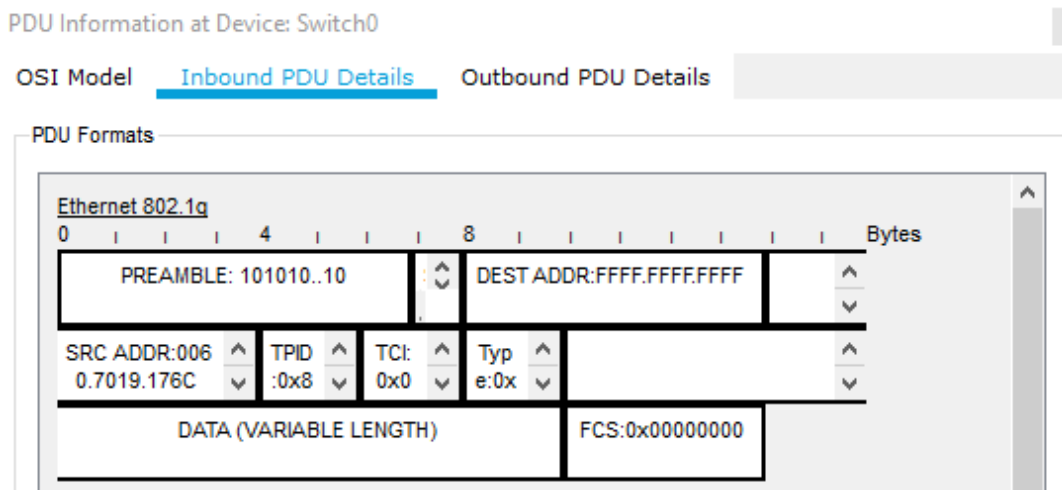 PDU Information at Device: Switch0
OSI Model Inbound PDU Details Outbound PDU Details
PDU Formats
Ethernet 802.1q
0 4 8 Bytes
PREAMBLE: 101010..10 DEST ADDR:FFFF.FFFF.FFFF
SRC ADDR:006 TPID TCI: Typ
0.7019.176C :0x8 0x0 e:0x
DATA (VARIABLE LENGTH) FCS:0x00000000